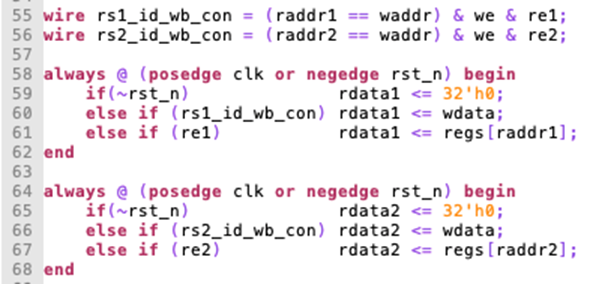 55 wire rs1_id_wb_con = (raddr1 == waddr) & we & re1;
56 wire rs2_id_wb_con = (raddr2 == waddr) & we & re2;
57
58 always @ (posedge clk or negedge rst_n) begin
59     if(~rst_n)              rdata1 <= 32'h0;
60     else if (rs1_id_wb_con) rdata1 <= wdata;
61     else if (re1)           rdata1 <= regs[raddr1];
62 end
63
64 always @ (posedge clk or negedge rst_n) begin
65     if(~rst_n)              rdata2 <= 32'h0;
66     else if (rs2_id_wb_con) rdata2 <= wdata;
67     else if (re2)           rdata2 <= regs[raddr2];
68 end